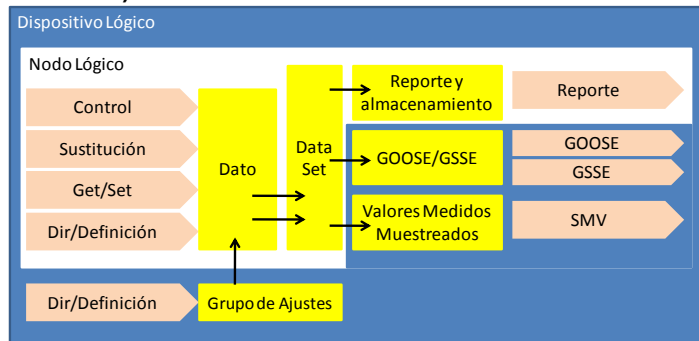 Dispositivo Lógico
Nodo Lógico
Control
Sustitución
Get/Set
Dir/Definición
Dato
Data
Set
Reporte y
almacenamiento
Reporte
GOOSE/GSSE
GOOSE
GSSE
Valores Medidos
Muestreados
SMV
Dir/Definición
Grupo de Ajustes